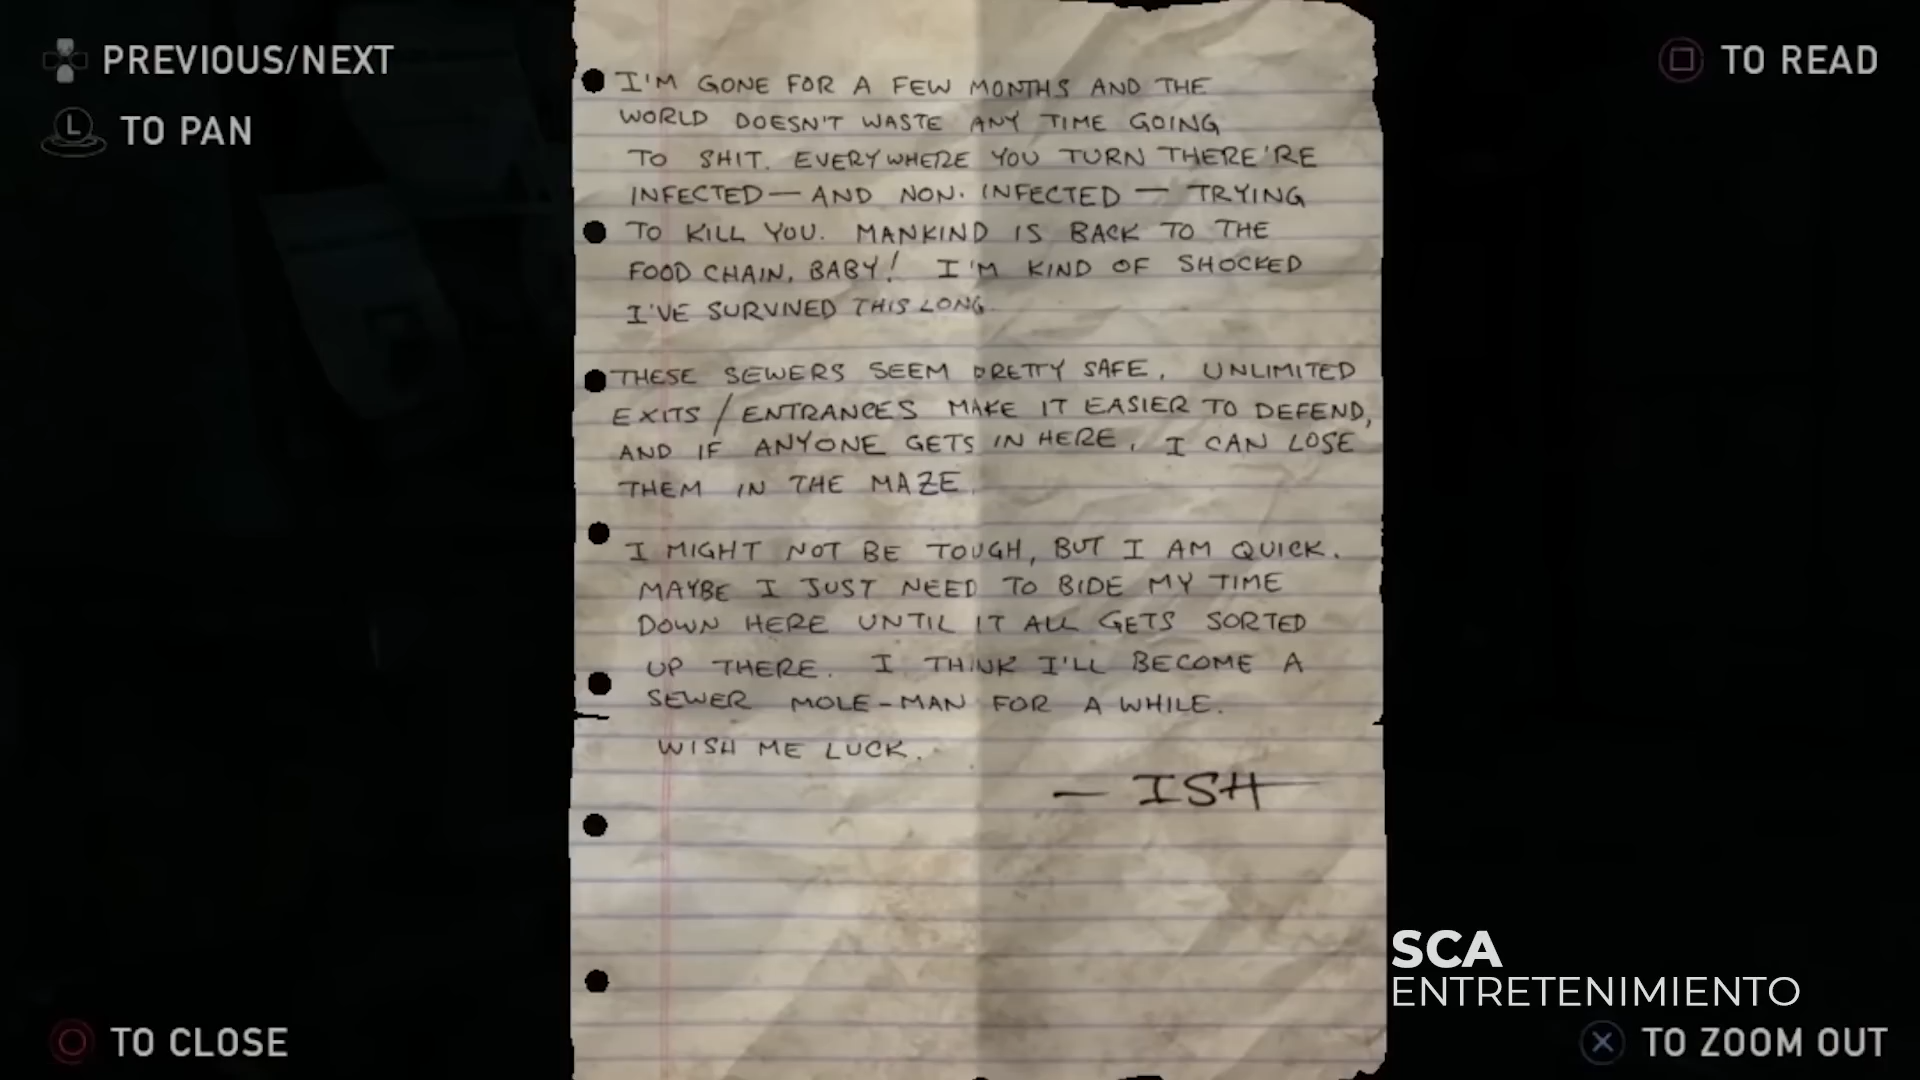 PREVIOUS/NEXT
TO PAN
TO READ
I'M GONE FOR A FEW MONTHS AND THE
WORLD DOESN'T WASTE ANY TIME GOING
TO SHIT. EVERYWHERE YOU TURN THERE'RE
INFECTED — AND NON-INFECTED — TRYING
TO KILL YOU. MANKIND IS BACK TO THE
FOOD CHAIN, BABY! I'M KIND OF SHOCKED
I'VE SURVIVED THIS LONG.
THESE SEWERS SEEM PRETTY SAFE. UNLIMITED
EXITS/ENTRANCES MAKE IT EASIER TO DEFEND,
AND IF ANYONE GETS IN HERE, I CAN LOSE
THEM IN THE MAZE.
I MIGHT NOT BE TOUGH, BUT I AM QUICK.
MAYBE I JUST NEED TO BIDE MY TIME
DOWN HERE UNTIL IT ALL GETS SORTED
UP THERE. I THINK I'LL BECOME A
SEWER MOLE-MAN FOR A WHILE.
WISH ME LUCK.
— ISH
SCA
ENTRETENIMIENTO
L
TO CLOSE
TO ZOOM OUT